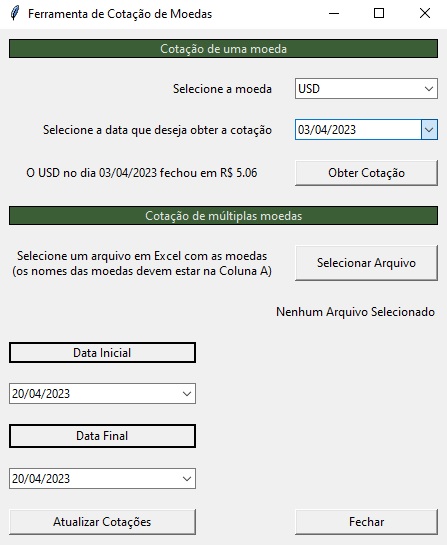 Ferramenta de Cotação de Moedas
Cotação de uma moeda
Selecione a moeda
USD
Selecione a data que deseja obter a cotação
03/04/2023
O USD no dia 03/04/2023 fechou em R$ 5.06
Obter Cotação
Cotação de múltiplas moedas
Selecione um arquivo em Excel com as moedas
(os nomes das moedas devem estar na Coluna A)
Selecionar Arquivo
Nenhum Arquivo Selecionado
Data Inicial
20/04/2023
Data Final
20/04/2023
Atualizar Cotações
Fechar